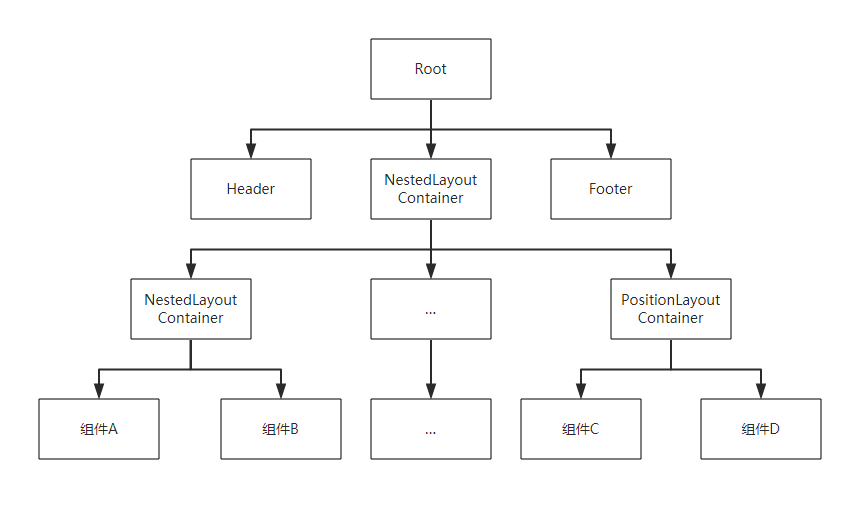 Root
Header
NestedLayout
Container
Footer
NestedLayout
Container
...
PositionLayout
Container
组件A
组件B
...
组件C
组件D